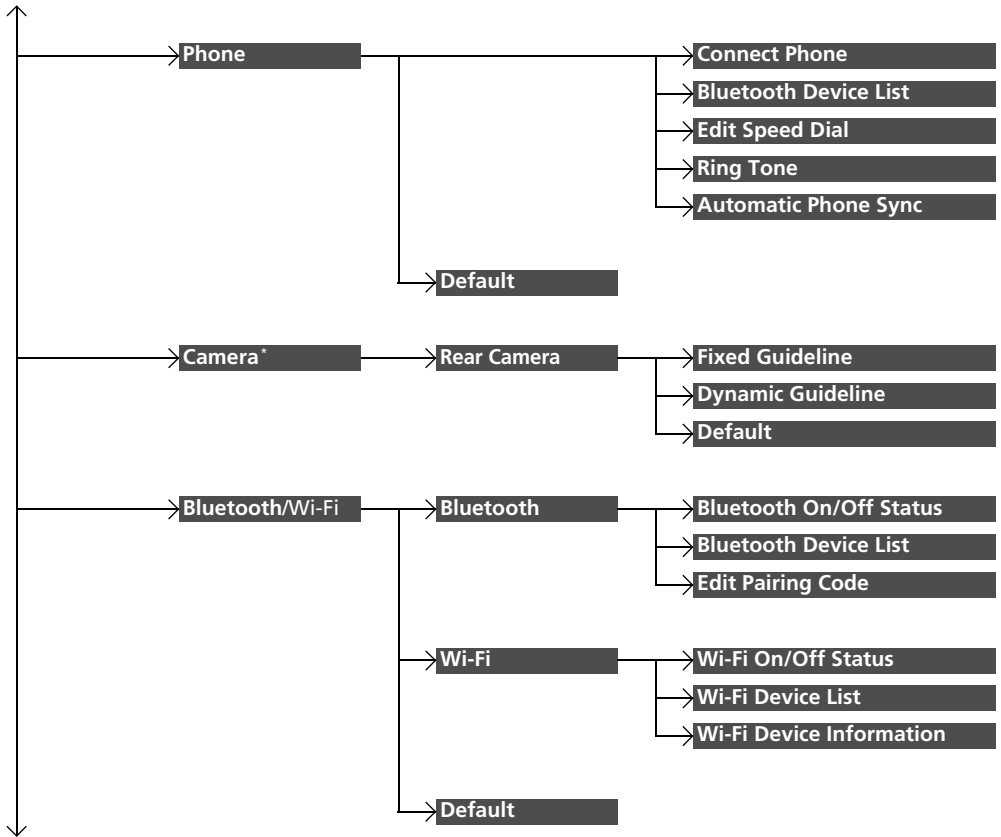 Phone
Connect Phone
Bluetooth Device List
Edit Speed Dial
Ring Tone
Automatic Phone Sync
Default
Camera*
Rear Camera
Fixed Guideline
Dynamic Guideline
Default
Bluetooth/Wi-Fi
Bluetooth
Bluetooth On/Off Status
Bluetooth Device List
Edit Pairing Code
Wi-Fi
Wi-Fi On/Off Status
Wi-Fi Device List
Wi-Fi Device Information
Default